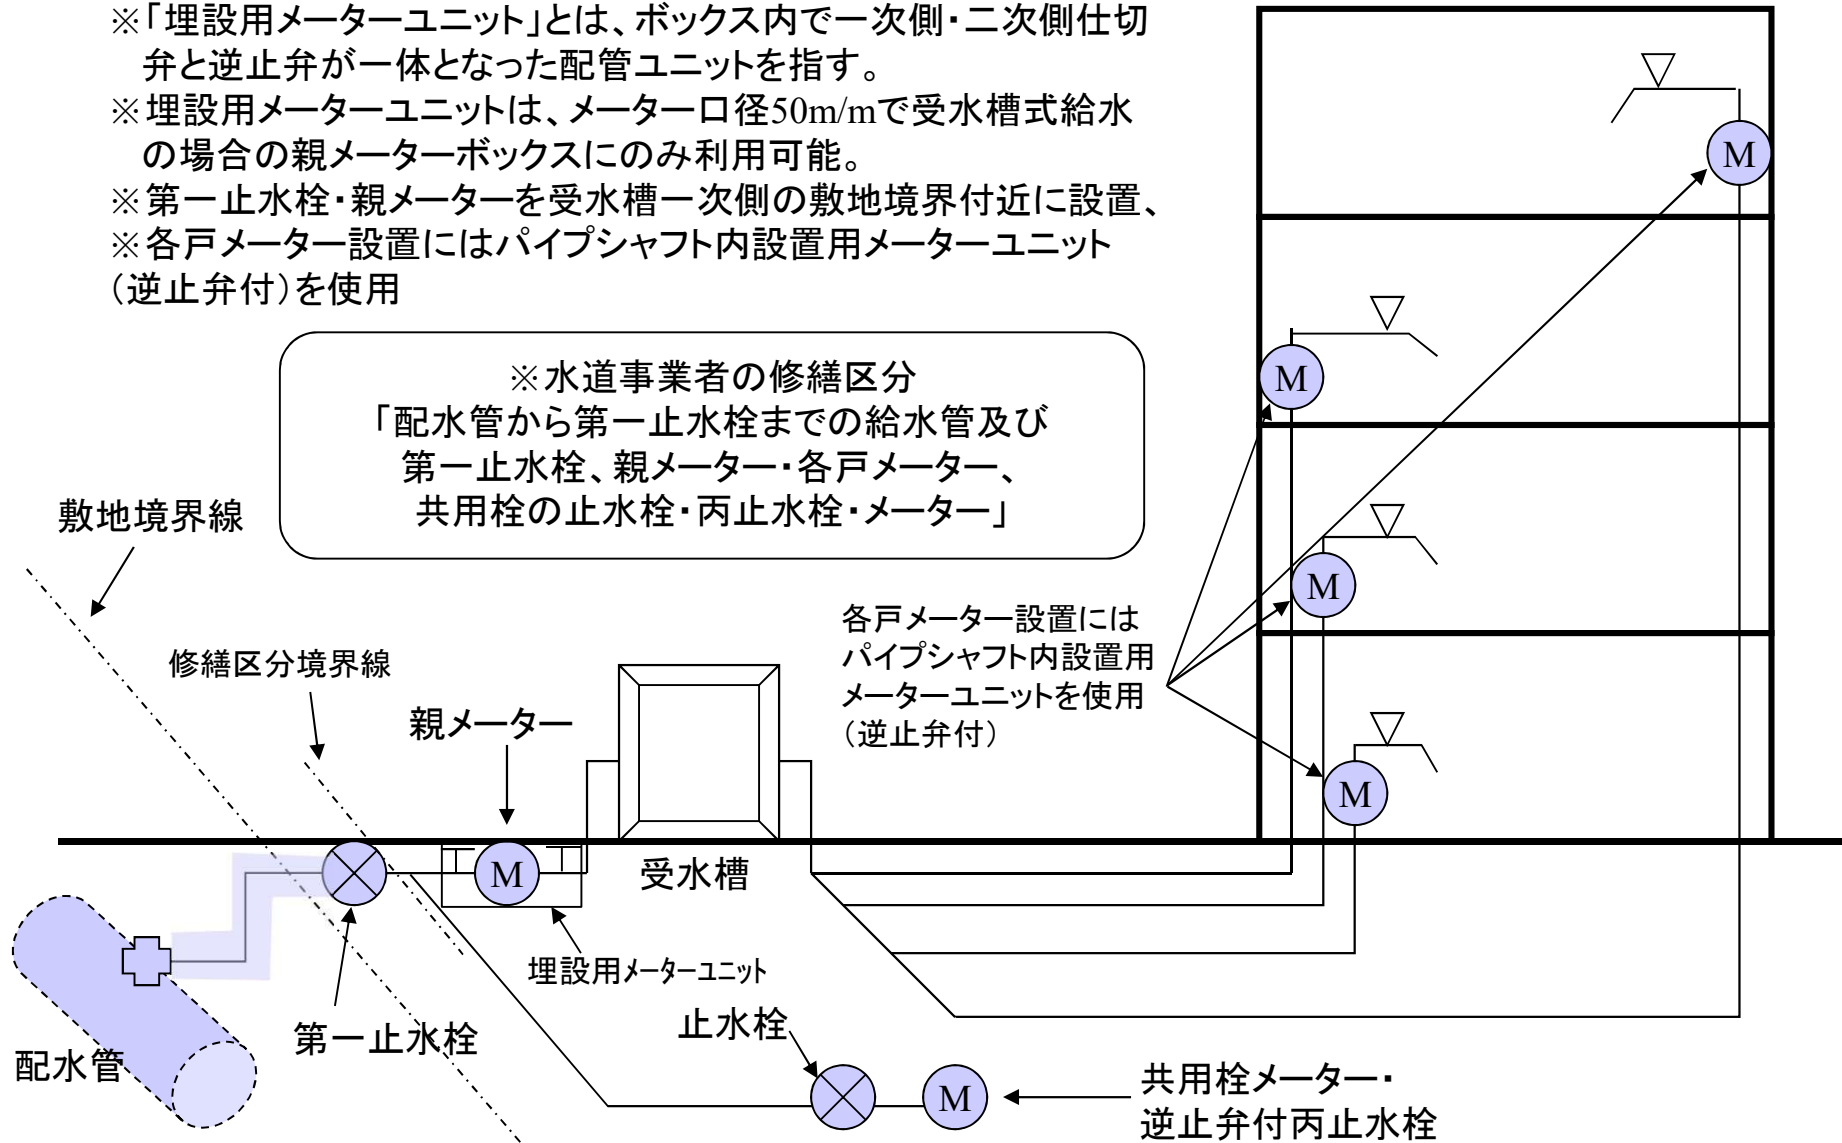 ※「埋設用メーターユニット」とは、ボックス内で一次側・二次側仕切
弁と逆止弁が一体となった配管ユニットを指す。
※埋設用メーターユニットは、メーター口径50m/mで受水槽式給水
の場合の親メーターボックスにのみ利用可能。
※第一止水栓・親メーターを受水槽一次側の敷地境界付近に設置、
※各戸メーター設置にはパイプシャフト内設置用メーターユニット
（逆止弁付）を使用
※水道事業者の修繕区分
「配水管から第一止水栓までの給水管及び
第一止水栓、親メーター・各戸メーター、
共用栓の止水栓・丙止水栓・メーター」
敷地境界線
修繕区分境界線
親メーター
各戸メーター設置には
パイプシャフト内設置用
メーターユニットを使用
（逆止弁付）
M
M
M
M
M
受水槽
埋設用メーターユニット
第一止水栓
配水管
止水栓
M
共用栓メーター・
逆止弁付丙止水栓